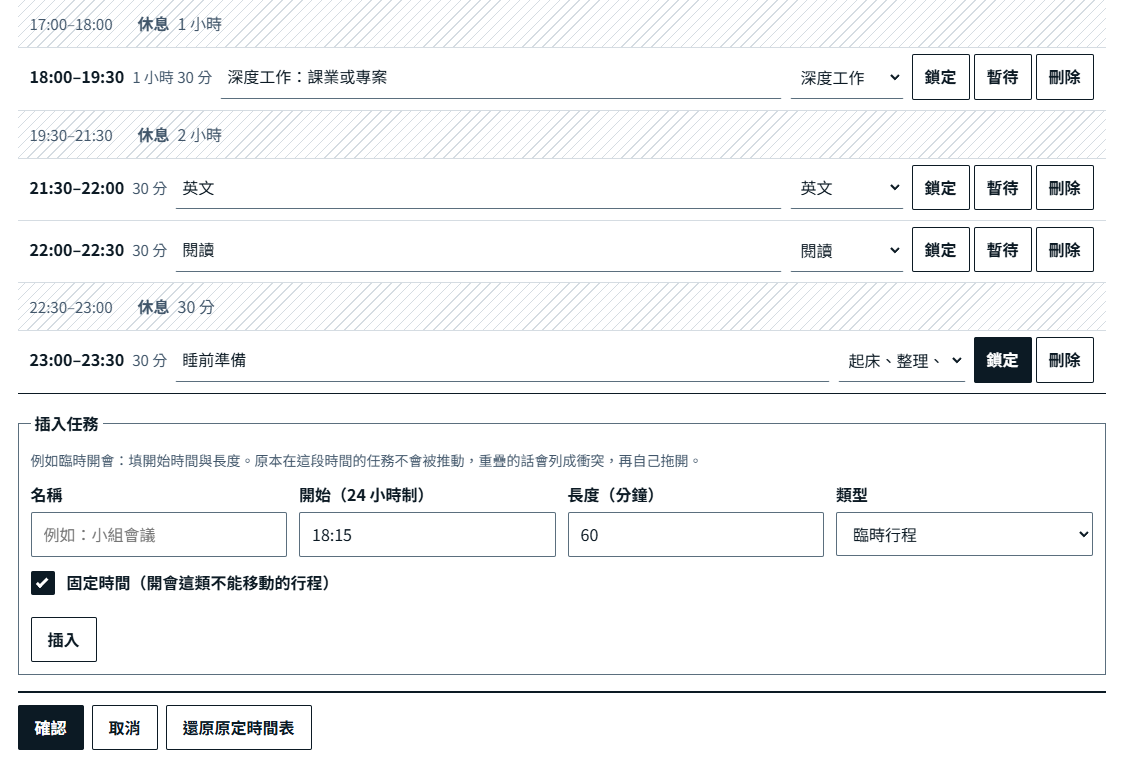 17:00–18:00 休息 1 小時
18:00–19:30 1 小時 30 分 深度工作：課業或專案 深度工作 鎖定 暫待 刪除
19:30–21:30 休息 2 小時
21:30–22:00 30 分 英文 英文 鎖定 暫待 刪除
22:00–22:30 30 分 閱讀 閱讀 鎖定 暫待 刪除
22:30–23:00 休息 30 分
23:00–23:30 30 分 睡前準備 起床、整理、 鎖定 刪除
插入任務
例如臨時開會：填開始時間與長度。原本在這段時間的任務不會被推動，重疊的話會列成衝突，再自己拖開。
名稱 開始（24 小時制） 長度（分鐘） 類型
例如：小組會議 18:15 60 臨時行程
固定時間（開會這類不能移動的行程）
插入
確認 取消 還原原定時間表